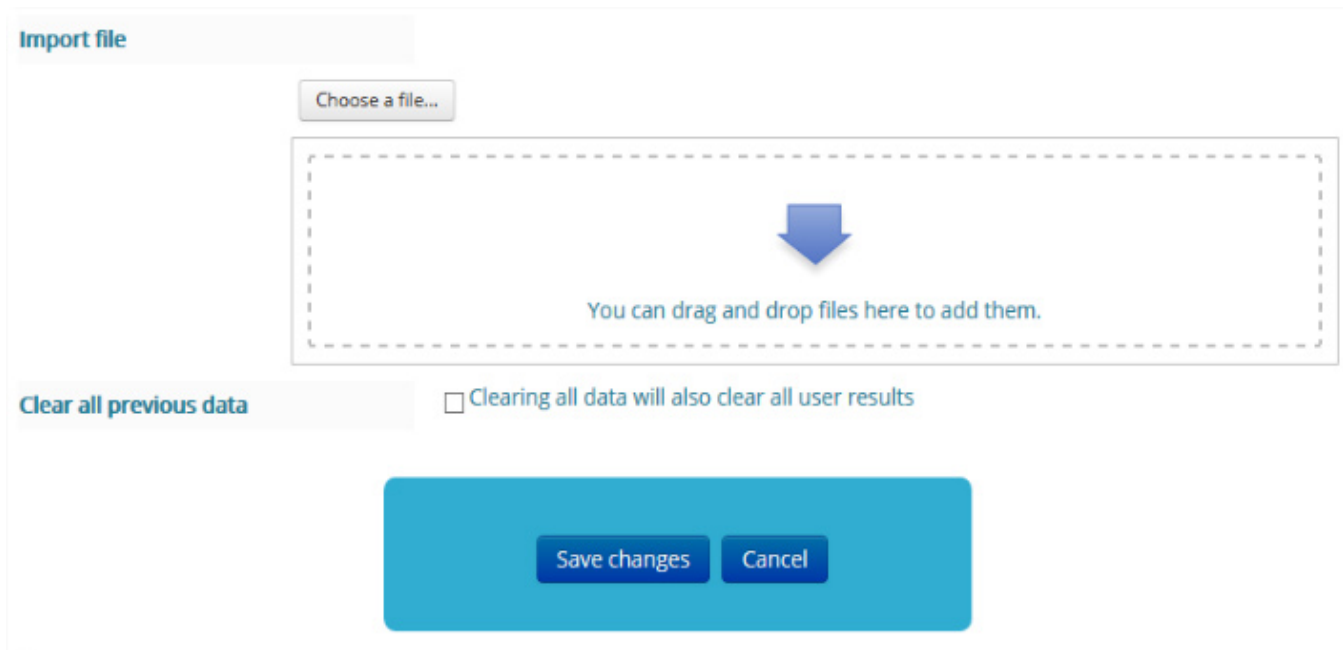 Import file
Choose a file...
You can drag and drop files here to add them.
Clear all previous data
Clearing all data will also clear all user results
Save changes
Cancel